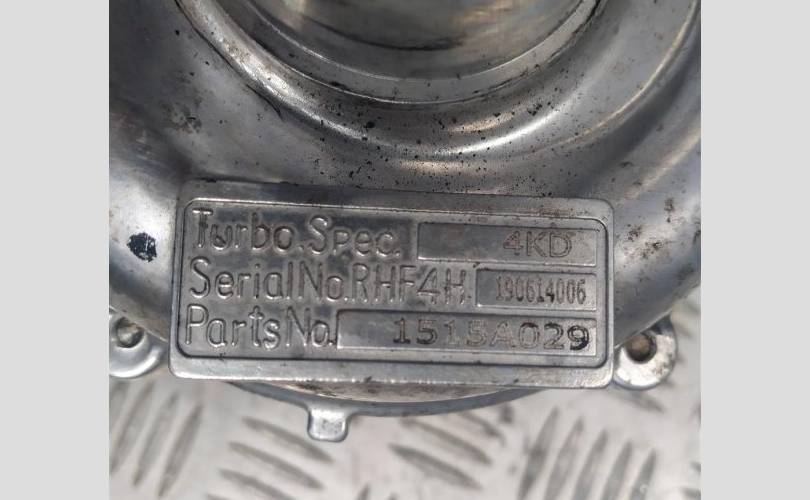 Turbo.Spec. 4KD
Serial No.RHF4H. 190614006
Parts No. 1515A029